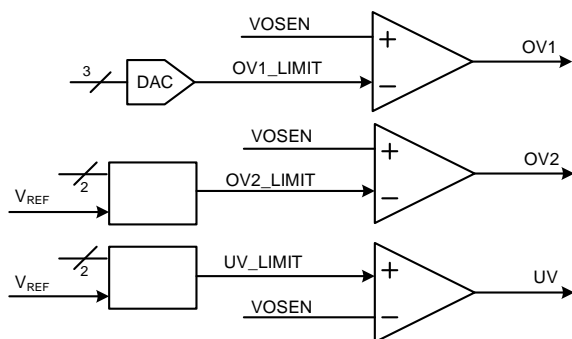 VOSEN
OV1
3
DAC
OV1_LIMIT
+
−
VOSEN
OV2
2
VREF
OV2_LIMIT
+
−
2
VREF
UV_LIMIT
UV
VOSEN
+
−